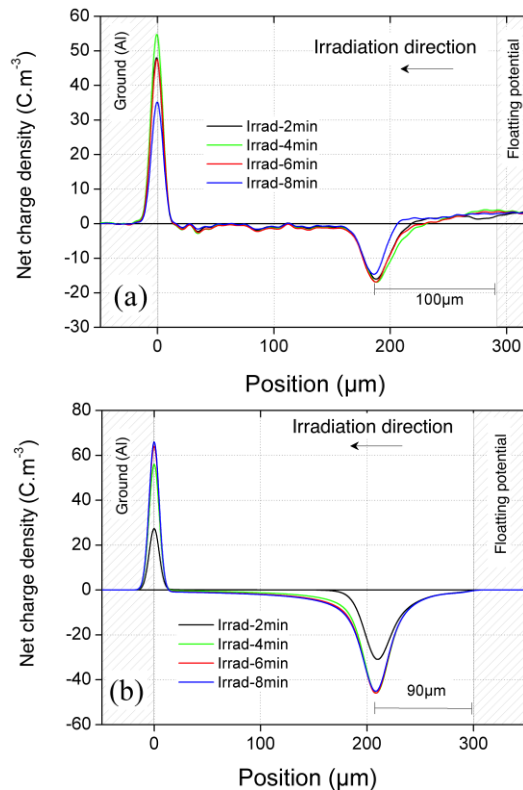 60
50
40
30
20
10
0
-10
-20
-30
Net charge density (C.m⁻³)
Ground (Al)
Irradiation direction
Floatting potential
Irrad-2min
Irrad-4min
Irrad-6min
Irrad-8min
(a)
100µm
0 100 200 300
Position (µm)
80
60
40
20
0
-20
-40
-60
Net charge density (C.m⁻³)
Ground (Al)
Irradiation direction
Floatting potential
Irrad-2min
Irrad-4min
Irrad-6min
Irrad-8min
(b)
90µm
0 100 200 300
Position (µm)